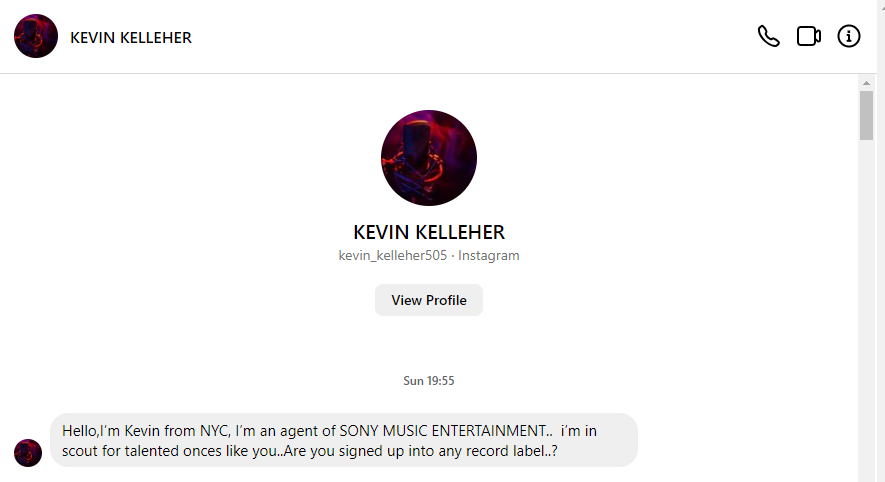 KEVIN KELLEHER
KEVIN KELLEHER
kevin_kelleher505 · Instagram
View Profile
Sun 19:55
Hello,I’m Kevin from NYC, I’m an agent of SONY MUSIC ENTERTAINMENT..  i’m in
scout for talented onces like you..Are you signed up into any record label..?